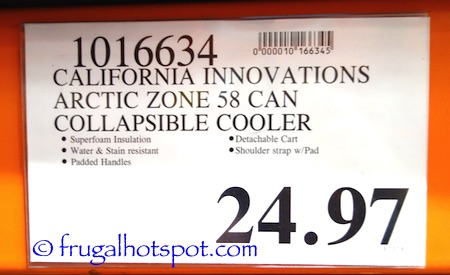 1016634
0000010166345
CALIFORNIA INNOVATIONS
ARCTIC ZONE 58 CAN
COLLAPSIBLE COOLER
• Superfoam Insulation
• Water & Stain resistant
• Padded Handles
• Detachable Cart
• Shoulder strap w/Pad
24.97
© frugalhotspot.com